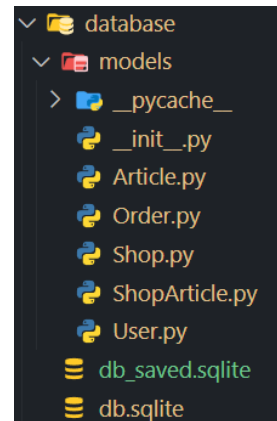 database
models
__pycache__
__init__.py
Article.py
Order.py
Shop.py
ShopArticle.py
User.py
db_saved.sqlite
db.sqlite